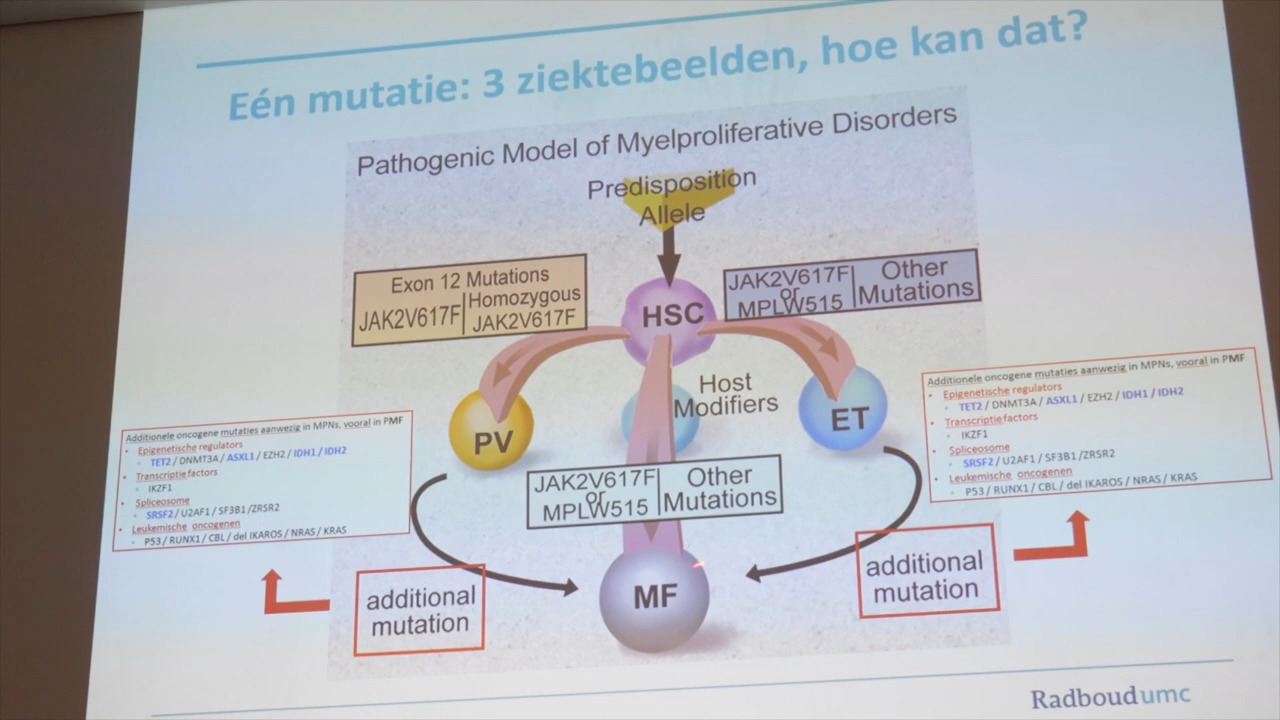 Eén mutatie: 3 ziektebeelden, hoe kan dat?
Pathogenic Model of Myelproliferative Disorders
Predisposition
Allele
Exon 12 Mutations
JAK2V617F
Homozygous
JAK2V617F
HSC
JAK2V617F
or
MPLW515
Other
Mutations
Host
Modifiers
PV
ET
JAK2V617F
or
MPLW515
Other
Mutations
MF
Additionele oncogene mutaties aanwezig in MPNs, vooral in PMF
• Epigenetische regulators
◦ TET2 / DNMT3A / ASXL1 / EZH2 / IDH1 / IDH2
• Transcriptie factors
◦ IKZF1
• Spliceosome
◦ SRSF2 / U2AF1 / SF3B1 /ZRSR2
• Leukemische oncogenen
◦ P53 / RUNX1 / CBL / del IKAROS / NRAS / KRAS
additional
mutation
Additionele oncogene mutaties aanwezig in MPNs, vooral in PMF
• Epigenetische regulators
◦ TET2 / DNMT3A / ASXL1 / EZH2 / IDH1 / IDH2
• Transcriptie factors
◦ IKZF1
• Spliceosome
◦ SRSF2 / U2AF1 / SF3B1 /ZRSR2
• Leukemische oncogenen
◦ P53 / RUNX1 / CBL / del IKAROS / NRAS / KRAS
additional
mutation
Radboudumc